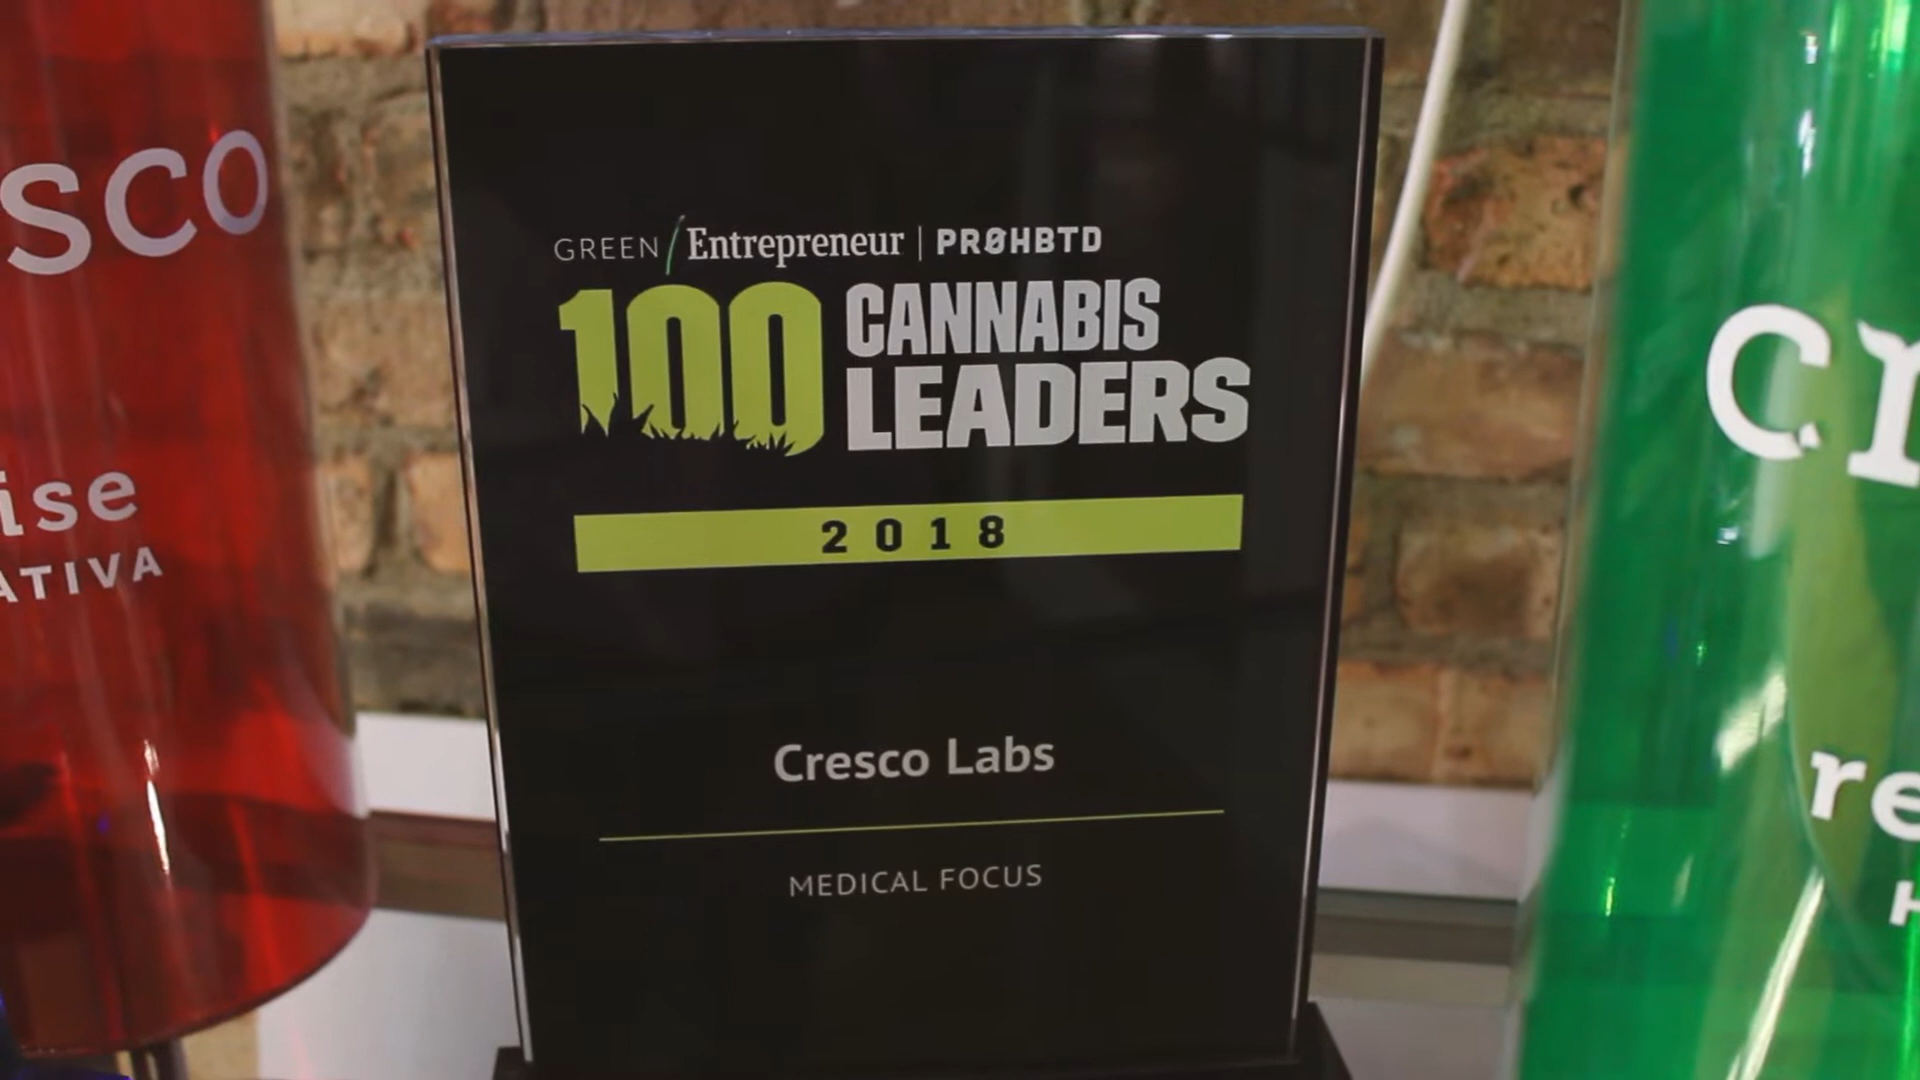 GREEN Entrepreneur | PRØHBTD
100 CANNABIS
LEADERS
2018
Cresco Labs
MEDICAL FOCUS
sco
ise
ATIVA
cr
re
H